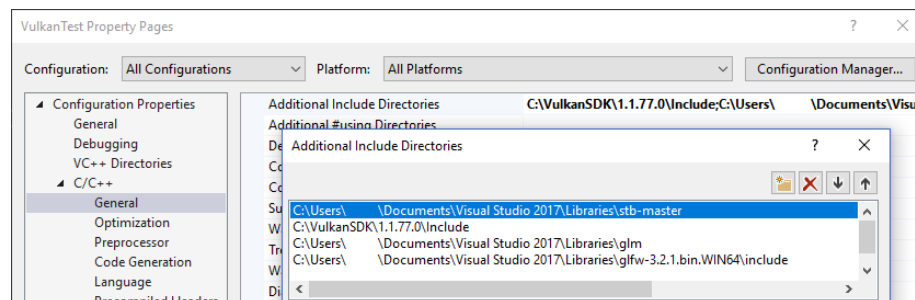 VulkanTest Property Pages ? ×
Configuration: All Configurations Platform: All Platforms Configuration Manager...
Configuration Properties
General
Debugging
VC++ Directories
C/C++
General
Optimization
Preprocessor
Code Generation
Language
Additional Include Directories C:\VulkanSDK\1.1.77.0\Include;C:\Users\ \Documents\Visu
Additional #using Directories
Additional Include Directories ? ×
C:\Users\ \Documents\Visual Studio 2017\Libraries\stb-master
C:\VulkanSDK\1.1.77.0\Include
C:\Users\ \Documents\Visual Studio 2017\Libraries\glm
C:\Users\ \Documents\Visual Studio 2017\Libraries\glfw-3.2.1.bin.WIN64\include